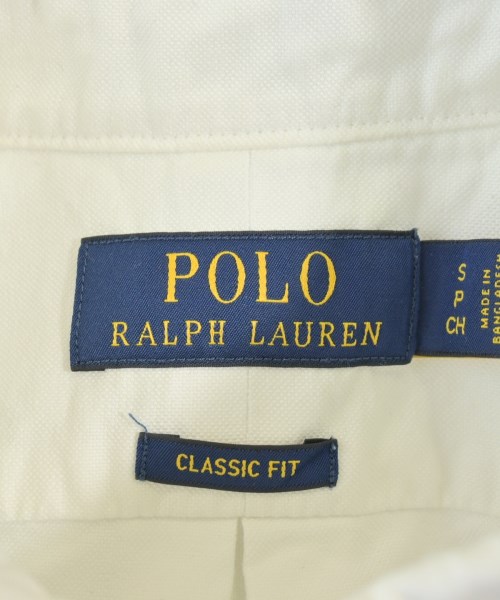 POLO
RALPH LAUREN
S
P
CH
MADE IN
BANGLADESH
CLASSIC FIT